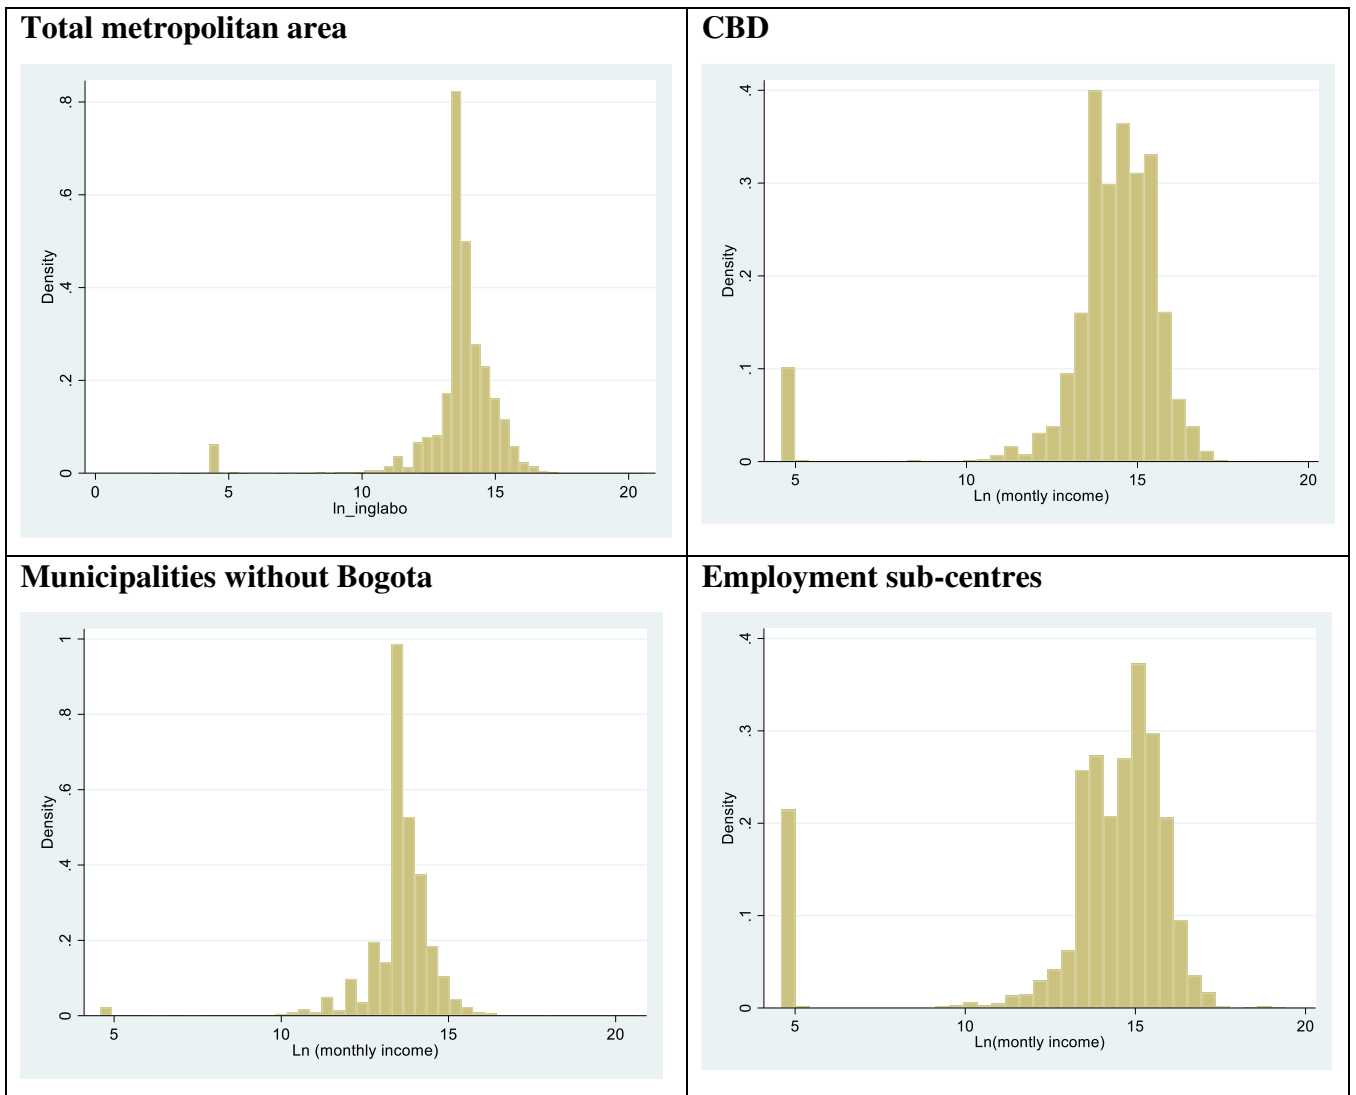 Total metropolitan area
Density
0
.2
.4
.6
.8
0 5 10 15 20
ln_inglabo
CBD
Density
0
.1
.2
.3
.4
5 10 15 20
Ln (montly income)
Municipalities without Bogota
Density
0
.2
.4
.6
.8
1
5 10 15 20
Ln (monthly income)
Employment sub-centres
Density
0
.1
.2
.3
.4
5 10 15 20
Ln(montly income)